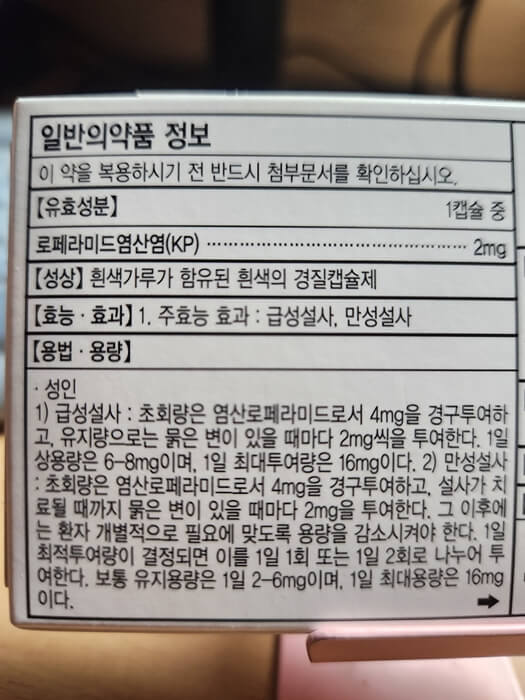 일반의약품 정보
이 약을 복용하시기 전 반드시 첨부문서를 확인하십시오.
【유효성분】 1캡슐 중
로페라미드염산염(KP) ················································ 2mg
【성상】 흰색가루가 함유된 흰색의 경질캡슐제
【효능·효과】 1. 주효능 효과 : 급성설사, 만성설사
【용법·용량】
· 성인
1) 급성설사 : 초회량은 염산로페라미드로서 4mg을 경구투여하
고, 유지량으로는 묽은 변이 있을 때마다 2mg씩을 투여한다. 1일
상용량은 6-8mg이며, 1일 최대투여량은 16mg이다. 2) 만성설사
: 초회량은 염산로페라미드로서 4mg을 경구투여하고, 설사가 치
료될 때까지 묽은 변이 있을 때마다 2mg을 투여한다. 그 이후에
는 환자 개별적으로 필요에 맞도록 용량을 감소시켜야 한다. 1일
최적투여량이 결정되면 이를 1일 1회 또는 1일 2회로 나누어 투
여한다. 보통 유지용량은 1일 2-6mg이며, 1일 최대용량은 16mg
이다. ➡